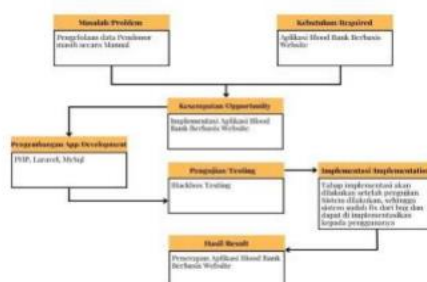 Masalah Problem
Pengelolaan data Pendonor
masih secara Manual
Kebutuhan Required
Aplikasi Blood Bank Berbasis
Website
Kesempatan Opportunity
Implementasi Aplikasi Blood
Bank Berbasis Website
Pengembangan App Development
PHP, Laravel, MySql
Pengujian Testing
Blackbox Testing
Implementasi Implementation
Tahap implementasi akan
dilakukan setelah pengujian
Sistem dilakukan, sehingga
sistem sudah fix dari bug dan
dapat di implementasikan
kepada penggunanya
Hasil Result
Penerapan Aplikasi Blood Bank
Berbasis Website